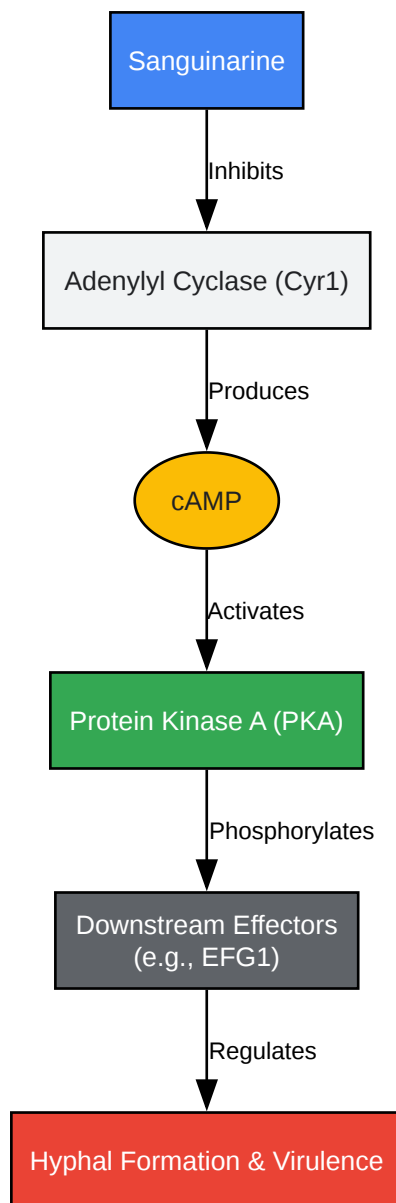 Sanguinarine
Inhibits
Adenylyl Cyclase (Cyr1)
Produces
cAMP
Activates
Protein Kinase A (PKA)
Phosphorylates
Downstream Effectors
(e.g., EFG1)
Regulates
Hyphal Formation & Virulence